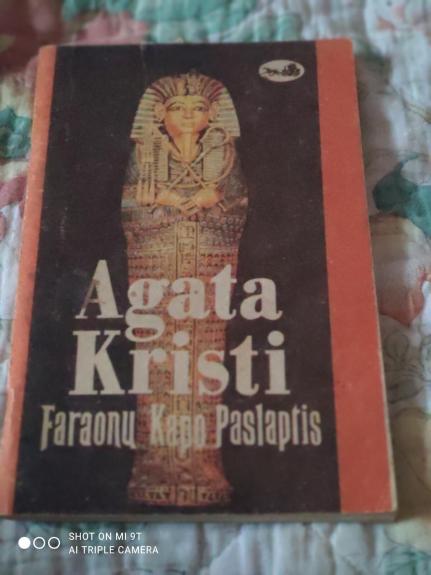 Agata
Kristi
Faraonų Kapo Paslaptis
SHOT ON MI 9T
AI TRIPLE CAMERA